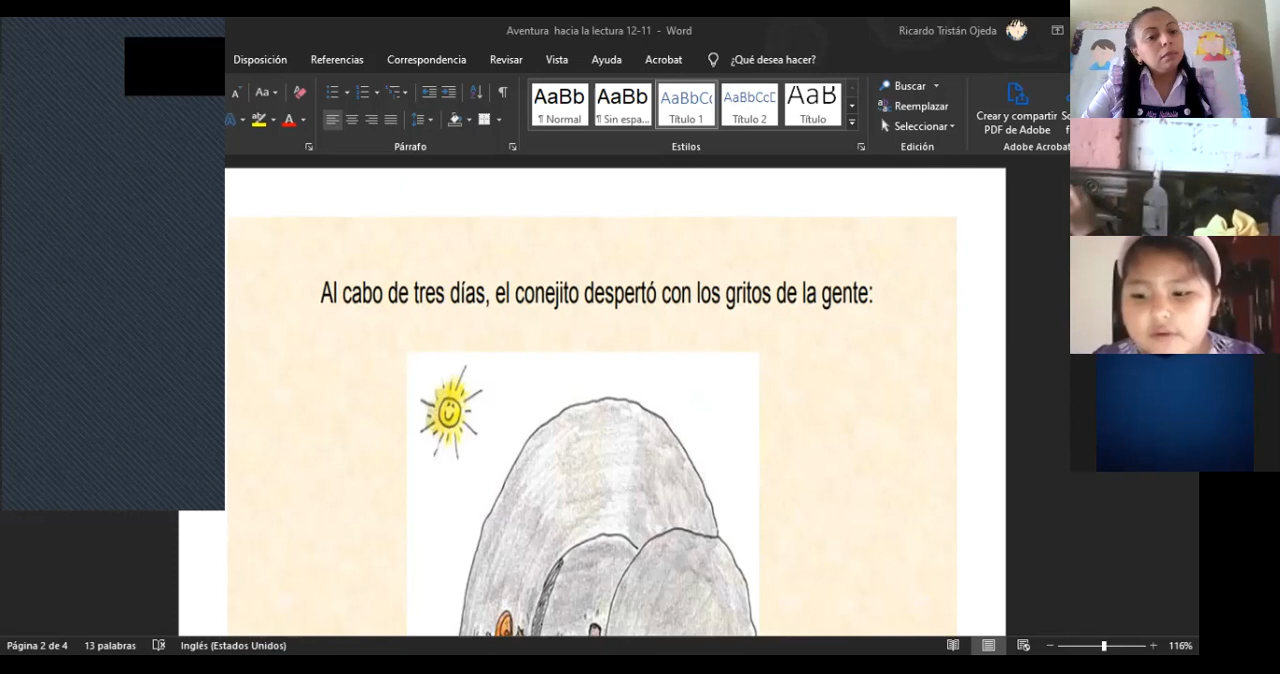 Aventura hacia la lectura 12-11 - Word
Ricardo Tristán Ojeda
Disposición Referencias Correspondencia Revisar Vista Ayuda Acrobat ¿Qué desea hacer?
Aa
AaBb AaBb AaBbC AaBbCcD AaB
¶ Normal ¶ Sin espa... Título 1 Título 2 Título
Buscar
Reemplazar
Seleccionar
Crear y compartir
PDF de Adobe
Párrafo Estilos Edición Adobe Acrobat
Al cabo de tres días, el conejito despertó con los gritos de la gente:
Página 2 de 4 13 palabras Inglés (Estados Unidos) 116%